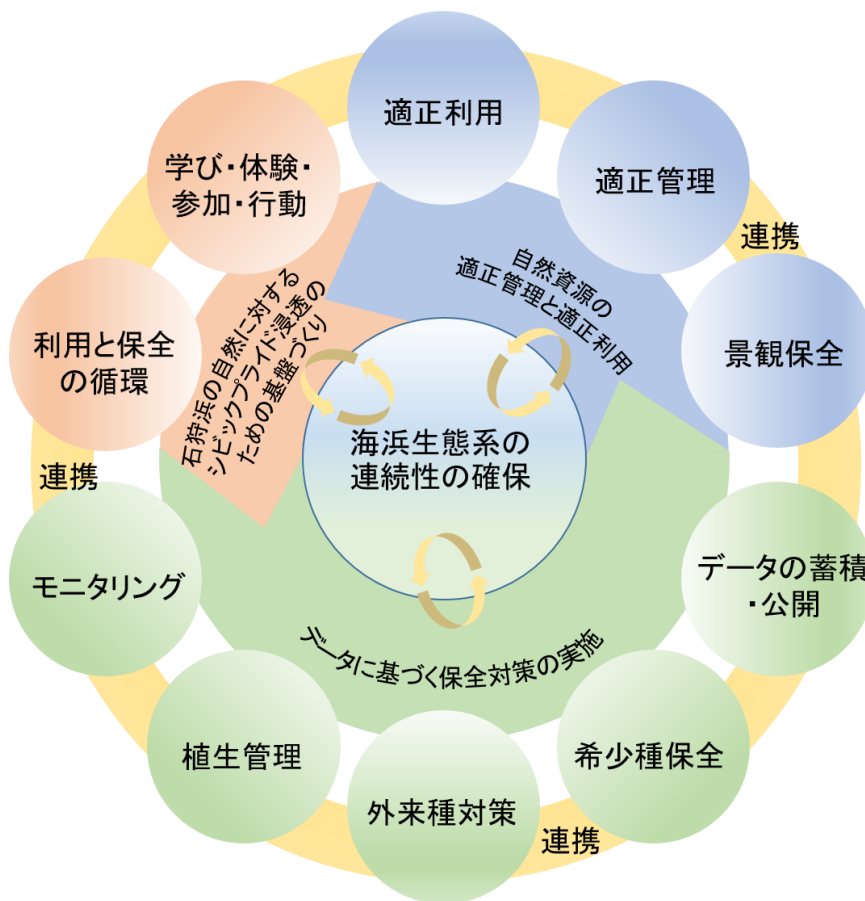 適正利用
適正管理
連携
景観保全
データの蓄積
・公開
希少種保全
連携
外来種対策
植生管理
モニタリング
連携
利用と保全
の循環
学び・体験・
参加・行動
自然資源の
適正管理と適正利用
石狩浜の自然に対する
シビックプライド浸透の
ための基盤づくり
海浜生態系の
連続性の確保
データに基づく保全対策の実施